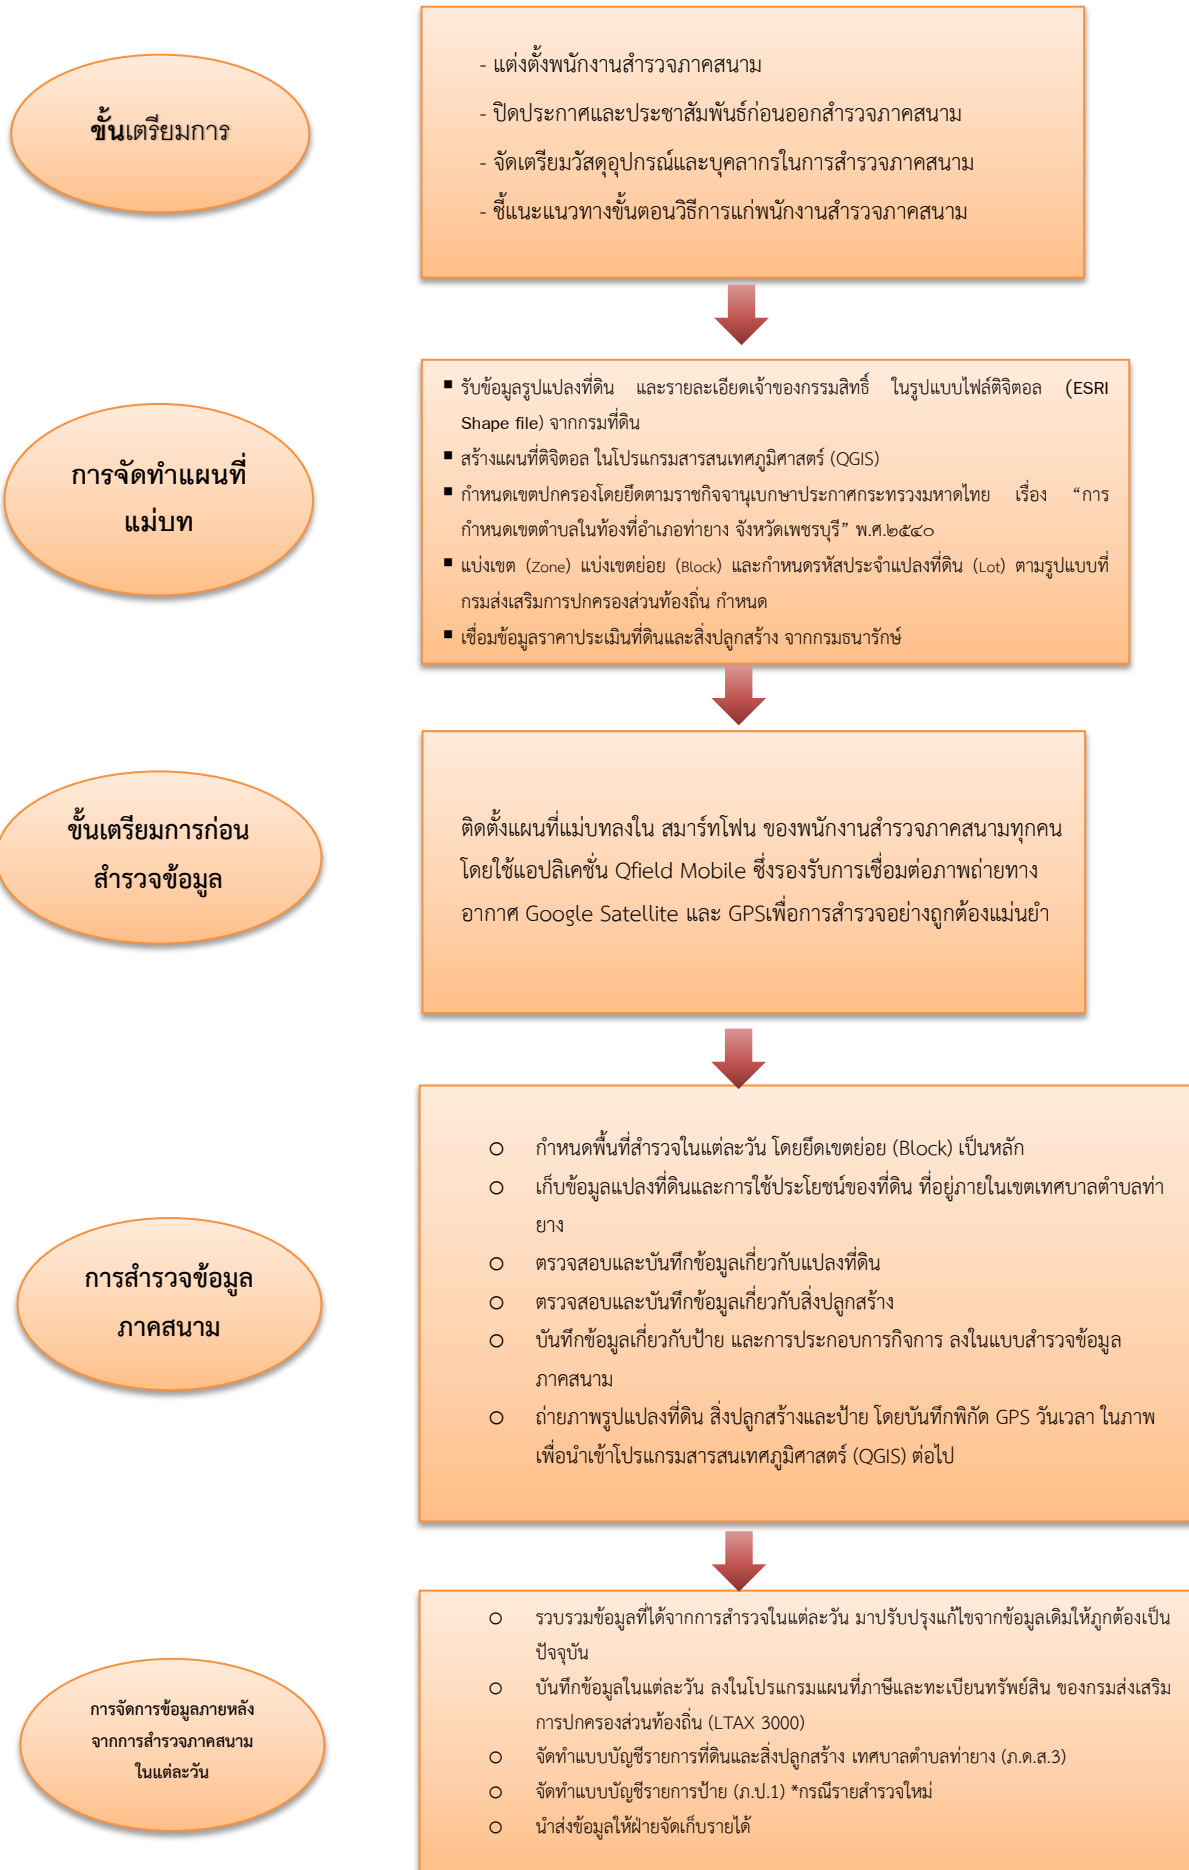 ขั้นเตรียมการ
- แต่งตั้งพนักงานสำรวจภาคสนาม
- ปิดประกาศและประชาสัมพันธ์ก่อนออกสำรวจภาคสนาม
- จัดเตรียมวัสดุอุปกรณ์และบุคลากรในการสำรวจภาคสนาม
- ชี้แนะแนวทางขั้นตอนวิธีการแก่พนักงานสำรวจภาคสนาม
การจัดทำแผนที่
แม่บท
▪ รับข้อมูลรูปแปลงที่ดิน และรายละเอียดเจ้าของกรรมสิทธิ์ ในรูปแบบไฟล์ติจิตอล (ESRI
Shape file) จากกรมที่ดิน
▪ สร้างแผนที่ติจิตอล ในโปรแกรมสารสนเทศภูมิศาสตร์ (QGIS)
▪ กำหนดเขตปกครองโดยยึดตามราชกิจจานุเบกษาประกาศกระทรวงมหาดไทย เรื่อง “การ
กำหนดเขตตำบลในท้องที่อำเภอท่ายาง จังหวัดเพชรบุรี” พ.ศ.๒๕๔๐
▪ แบ่งเขต (Zone) แบ่งเขตย่อย (Block) และกำหนดรหัสประจำแปลงที่ดิน (Lot) ตามรูปแบบที่
กรมส่งเสริมการปกครองส่วนท้องถิ่น กำหนด
▪ เชื่อมข้อมูลราคาประเมินที่ดินและสิ่งปลูกสร้าง จากกรมธนารักษ์
ขั้นเตรียมการก่อน
สำรวจข้อมูล
ติดตั้งแผนที่แม่บทลงใน สมาร์ทโฟน ของพนักงานสำรวจภาคสนามทุกคน
โดยใช้แอปลิเคชั่น Qfield Mobile ซึ่งรองรับการเชื่อมต่อภาพถ่ายทาง
อากาศ Google Satellite และ GPSเพื่อการสำรวจอย่างถูกต้องแม่นยำ
การสำรวจข้อมูล
ภาคสนาม
o กำหนดพื้นที่สำรวจในแต่ละวัน โดยยึดเขตย่อย (Block) เป็นหลัก
o เก็บข้อมูลแปลงที่ดินและการใช้ประโยชน์ของที่ดิน ที่อยู่ภายในเขตเทศบาลตำบลท่า
ยาง
o ตรวจสอบและบันทึกข้อมูลเกี่ยวกับแปลงที่ดิน
o ตรวจสอบและบันทึกข้อมูลเกี่ยวกับสิ่งปลูกสร้าง
o บันทึกข้อมูลเกี่ยวกับป้าย และการประกอบการกิจการ ลงในแบบสำรวจข้อมูล
ภาคสนาม
o ถ่ายภาพรูปแปลงที่ดิน สิ่งปลูกสร้างและป้าย โดยบันทึกพิกัด GPS วันเวลา ในภาพ
เพื่อนำเข้าโปรแกรมสารสนเทศภูมิศาสตร์ (QGIS) ต่อไป
การจัดการข้อมูลภายหลัง
จากการสำรวจภาคสนาม
ในแต่ละวัน
o รวบรวมข้อมูลที่ได้จากการสำรวจในแต่ละวัน มาปรับปรุงแก้ไขจากข้อมูลเดิมให้ภูกต้องเป็น
ปัจจุบัน
o บันทึกข้อมูลในแต่ละวัน ลงในโปรแกรมแผนที่ภาษีและทะเบียนทรัพย์สิน ของกรมส่งเสริม
การปกครองส่วนท้องถิ่น (LTAX 3000)
o จัดทำแบบบัญชีรายการที่ดินและสิ่งปลูกสร้าง เทศบาลตำบลท่ายาง (ภ.ด.ส.3)
o จัดทำแบบบัญชีรายการป้าย (ภ.ป.1) *กรณีรายสำรวจใหม่
o นำส่งข้อมูลให้ฝ่ายจัดเก็บรายได้